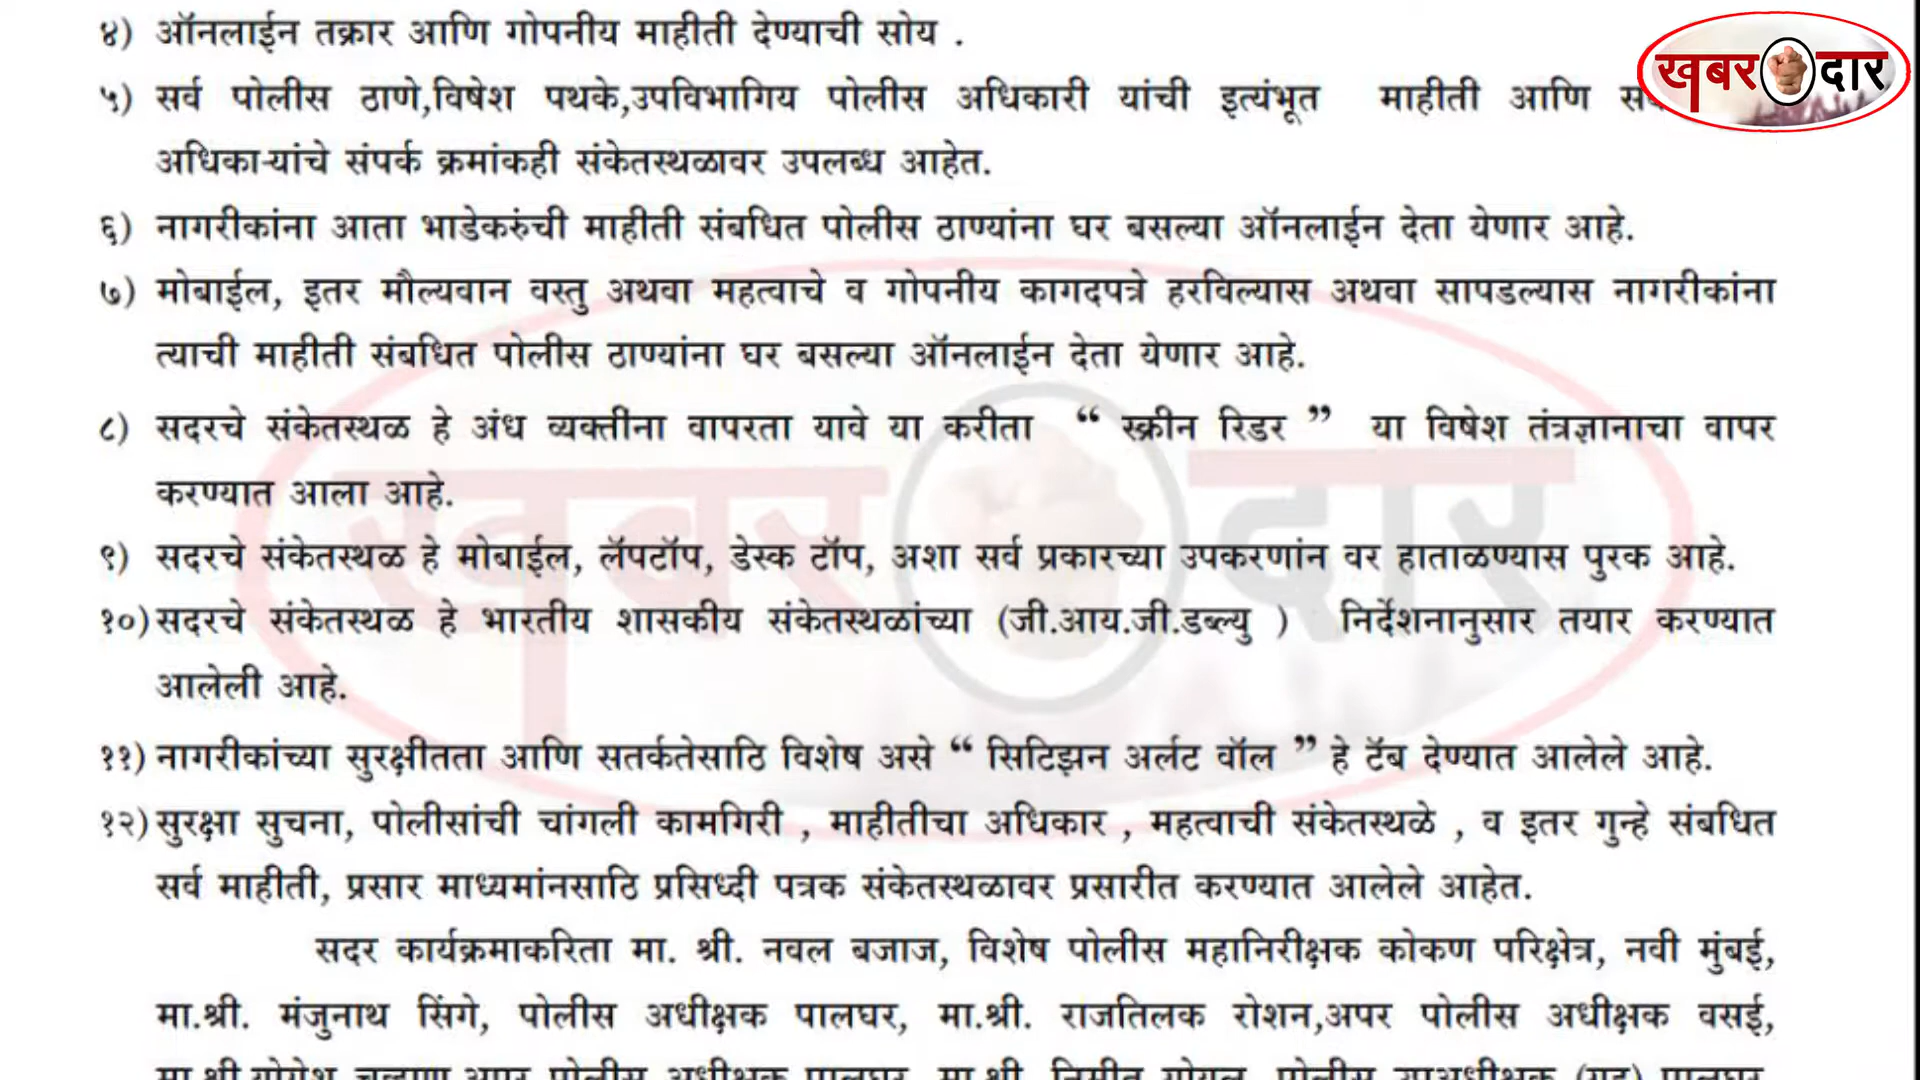 ४) ऑनलाईन तक्रार आणि गोपनीय माहीती देण्याची सोय .
खबर दार
५) सर्व पोलीस ठाणे,विषेश पथके,उपविभागिय पोलीस अधिकारी यांची इत्यंभूत माहीती आणि
अधिकाऱ्यांचे संपर्क क्रमांकही संकेतस्थळावर उपलब्ध आहेत.
६) नागरीकांना आता भाडेकरुंची माहीती संबधित पोलीस ठाण्यांना घर बसल्या ऑनलाईन देता येणार आहे.
७) मोबाईल, इतर मौल्यवान वस्तु अथवा महत्वाचे व गोपनीय कागदपत्रे हरविल्यास अथवा सापडल्यास नागरीकांना
त्याची माहीती संबधित पोलीस ठाण्यांना घर बसल्या ऑनलाईन देता येणार आहे.
८) सदरचे संकेतस्थळ हे अंध व्यक्तींना वापरता यावे या करीता “ स्क्रीन रिडर ” या विषेश तंत्रज्ञानाचा वापर
करण्यात आला आहे.
९) सदरचे संकेतस्थळ हे मोबाईल, लॅपटॉप, डेस्क टॉप, अशा सर्व प्रकारच्या उपकरणांन वर हाताळण्यास पुरक आहे.
१०) सदरचे संकेतस्थळ हे भारतीय शासकीय संकेतस्थळांच्या (जी.आय.जी.डब्ल्यु ) निर्देशनानुसार तयार करण्यात
आलेली आहे.
११) नागरीकांच्या सुरक्षीतता आणि सतर्कतेसाठि विशेष असे “ सिटिझन अर्लट वॉल ” हे टॅब देण्यात आलेले आहे.
१२) सुरक्षा सुचना, पोलीसांची चांगली कामगिरी , माहीतीचा अधिकार , महत्वाची संकेतस्थळे , व इतर गुन्हे संबधित
सर्व माहीती, प्रसार माध्यमांनसाठि प्रसिध्दी पत्रक संकेतस्थळावर प्रसारीत करण्यात आलेले आहेत.
सदर कार्यक्रमाकरिता मा. श्री. नवल बजाज, विशेष पोलीस महानिरीक्षक कोकण परिक्षेत्र, नवी मुंबई,
मा.श्री. मंजुनाथ सिंगे, पोलीस अधीक्षक पालघर, मा.श्री. राजतिलक रोशन,अपर पोलीस अधीक्षक वसई,